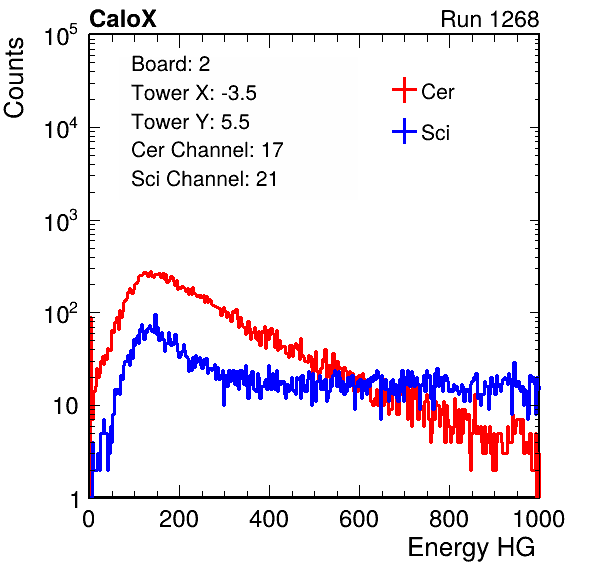 CaloX Run 1268
Counts
10^5
10^4
10^3
10^2
10
1
Board: 2
Tower X: -3.5
Tower Y: 5.5
Cer Channel: 17
Sci Channel: 21
Cer
Sci
0 200 400 600 800 1000
Energy HG